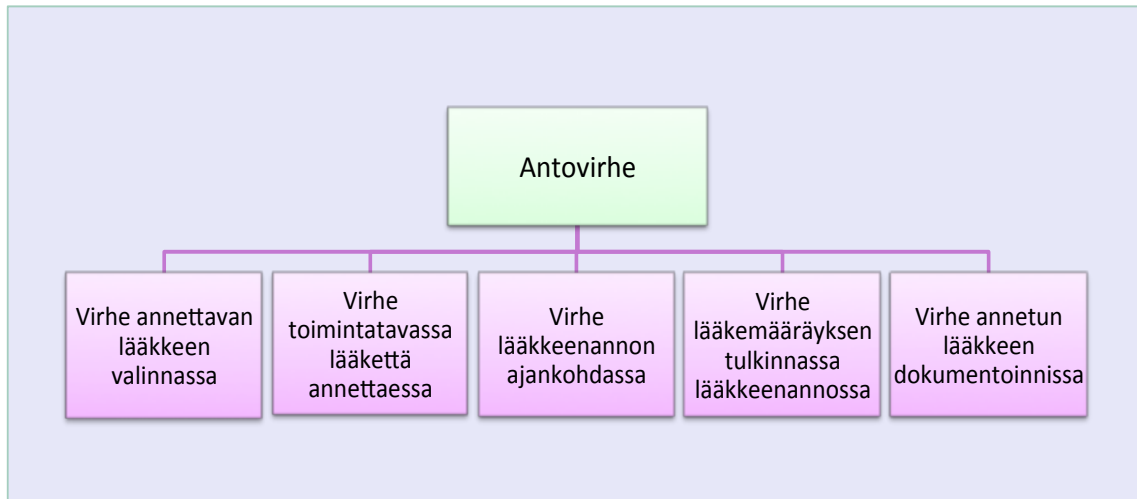 Antovirhe
Virhe annettavan
lääkkeen
valinnassa
Virhe
toimintatavassa
lääkettä
annettaessa
Virhe
lääkkeenannon
ajankohdassa
Virhe
lääkemääräyksen
tulkinnassa
lääkkeenannossa
Virhe annetun
lääkkeen
dokumentoinnissa